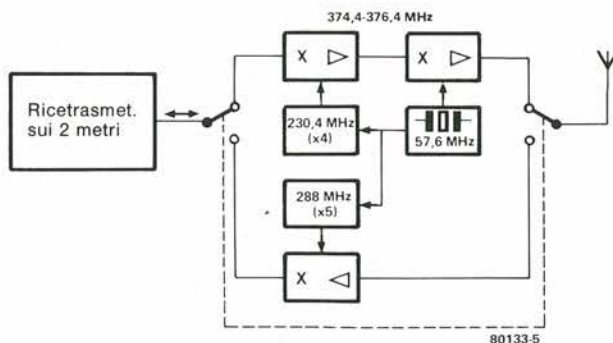 374,4-376,4 MHz
X
X
Ricetrasmet.
sui 2 metri
230,4 MHz
(x4)
57,6 MHz
288 MHz
(x5)
X
80133-5